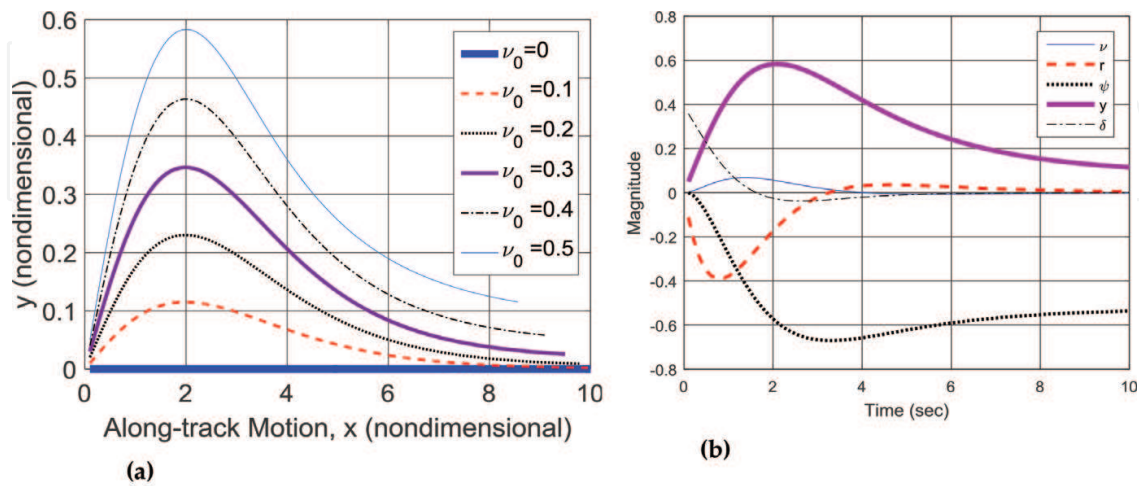 0.6
0.5
0.4
0.3
0.2
0.1
0
y (nondimensional)
ν0=0
ν0=0.1
ν0=0.2
ν0=0.3
ν0=0.4
ν0=0.5
0 2 4 6 8 10
Along-track Motion, x (nondimensional)
(a)
0.8
0.6
0.4
0.2
0
-0.2
-0.4
-0.6
-0.8
Magnitude
ν
r
ψ
y
δ
0 2 4 6 8 10
Time (sec)
(b)